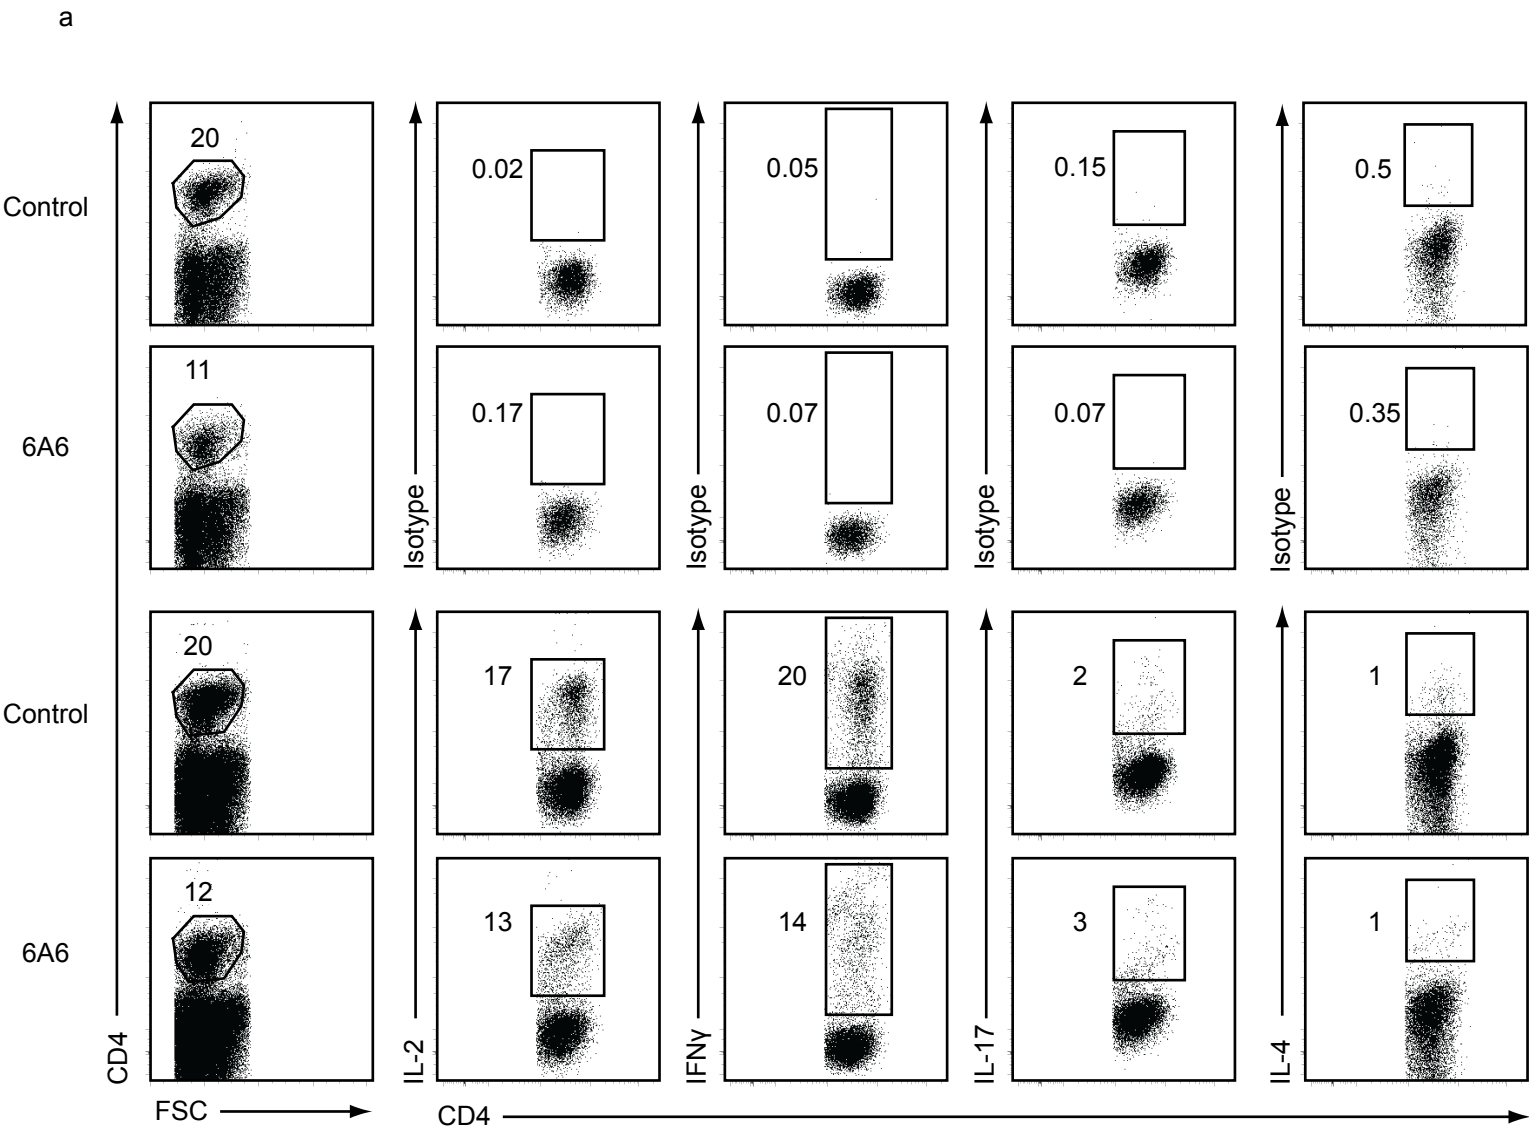 a
Control
20
0.02
0.05
0.15
0.5
6A6
11
0.17
0.07
0.07
0.35
Isotype
Isotype
Isotype
Isotype
Control
20
17
20
2
1
6A6
12
13
14
3
1
CD4
IL-2
IFNγ
IL-17
IL-4
FSC
CD4